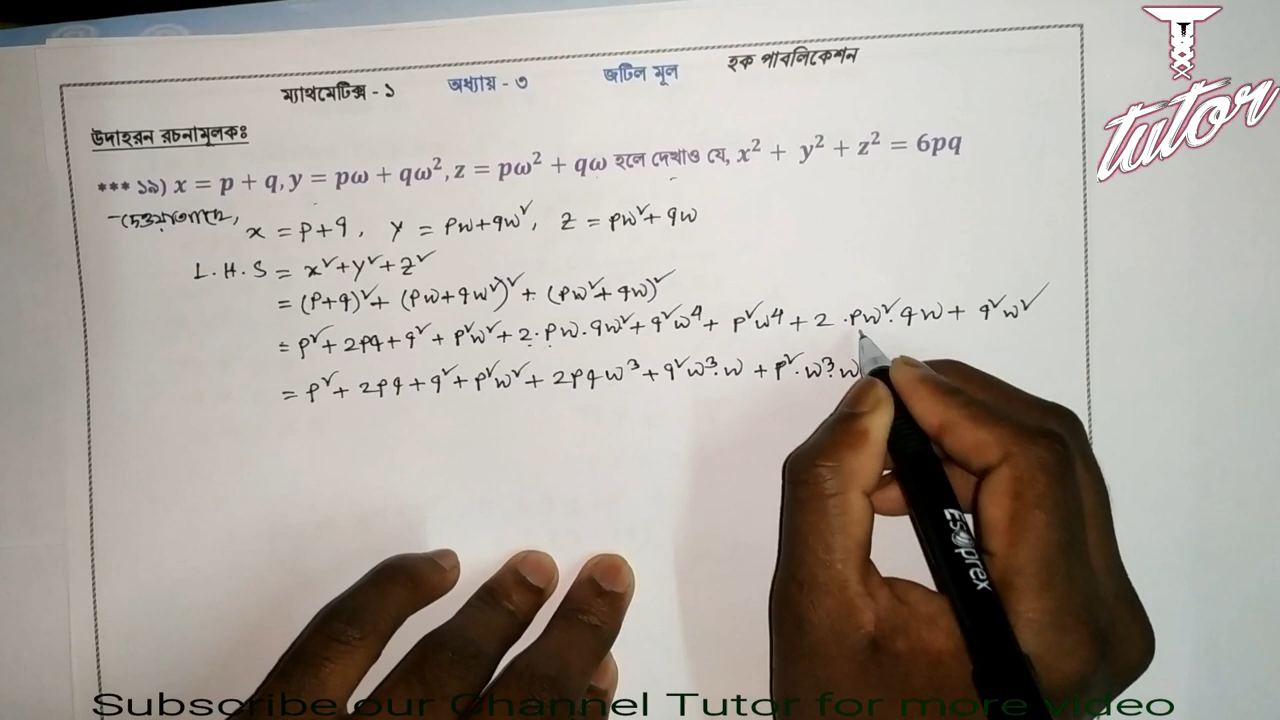 T
tutor
ম্যাথমেটিক্স - ১ অধ্যায় - ৩ জটিল মূল হক পাবলিকেশন
উদাহরন রচনামূলকঃ
*** ১৯) x = p + q, y = pω + qω², z = pω² + qω হলে দেখাও যে, x² + y² + z² = 6pq
দেওয়াআছে, x = p+q, y = pω+qω², z = pω²+qω
L.H.S = x²+y²+z²
= (p+q)²+ (pω+qω²)²+ (pω²+qω)²
= p²+2pq+q²+p²ω²+2·pω·qω²+q²ω⁴+ p²ω⁴+2·pω²·qω+ q²ω²
= p²+ 2pq+q²+p²ω²+ 2pqω³+q²ω³·ω +p²·ω³·ω
Esoprex
Subscribe our Channel Tutor for more video